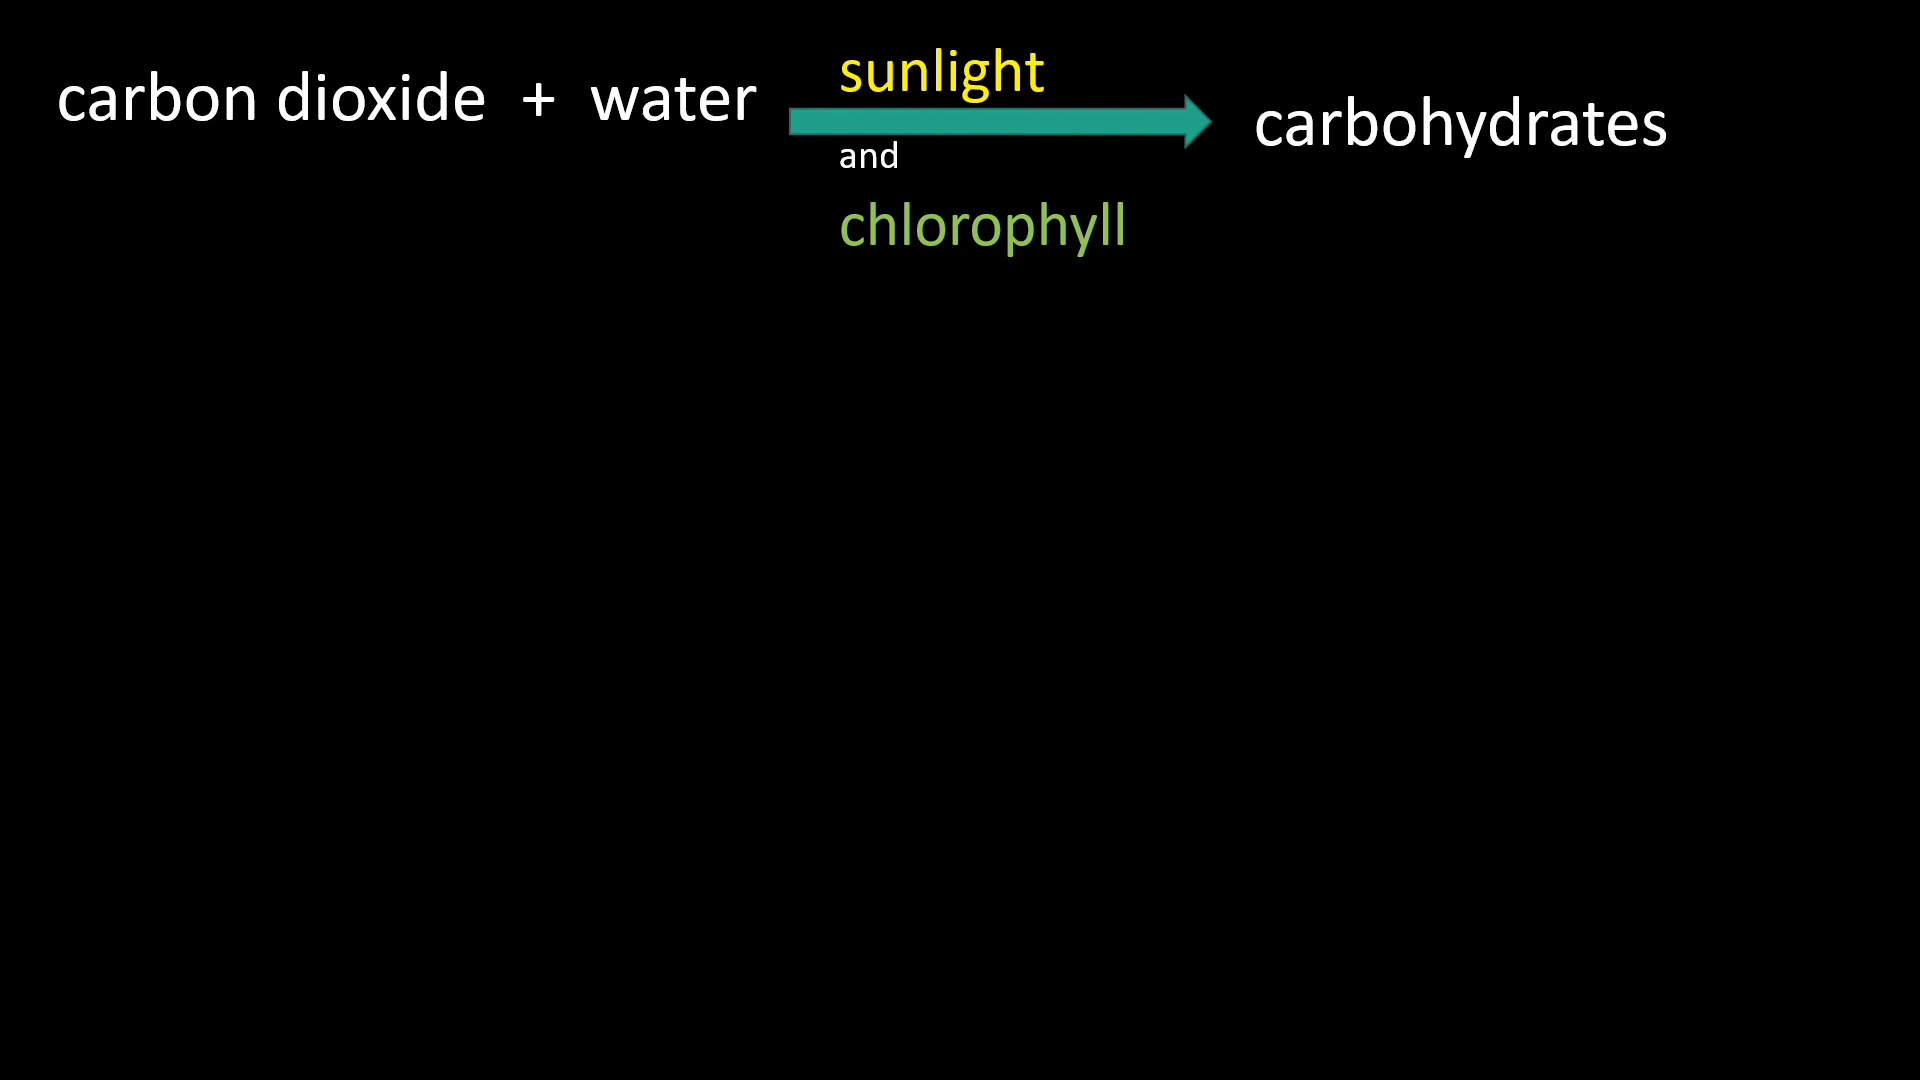 carbon dioxide + water
sunlight
and
chlorophyll
carbohydrates